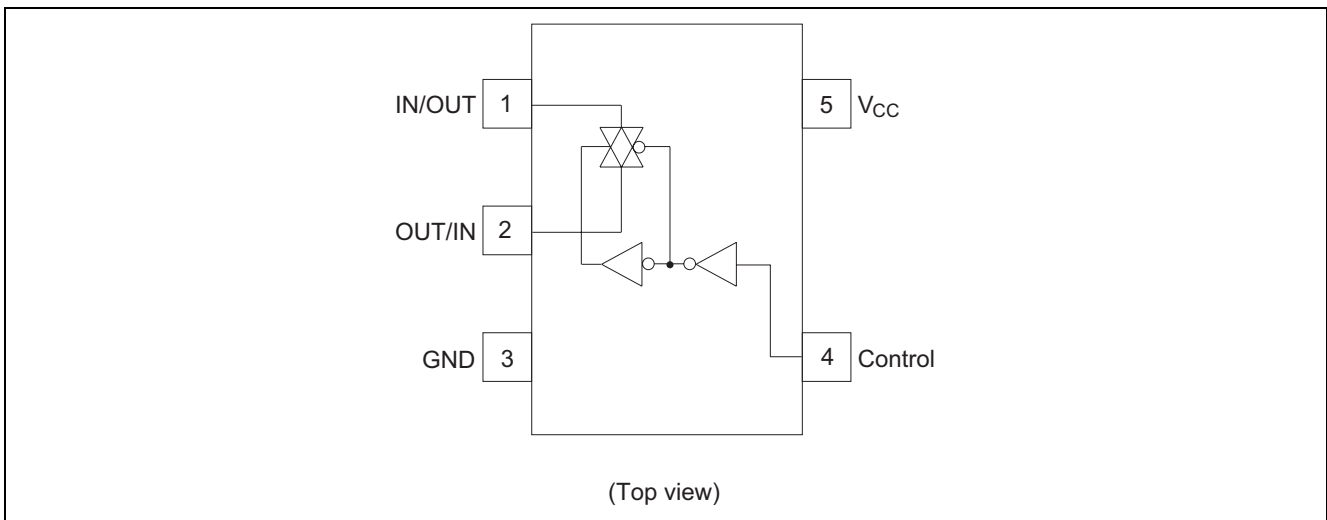 IN/OUT 1
5 VCC
OUT/IN 2
GND 3
4 Control
(Top view)